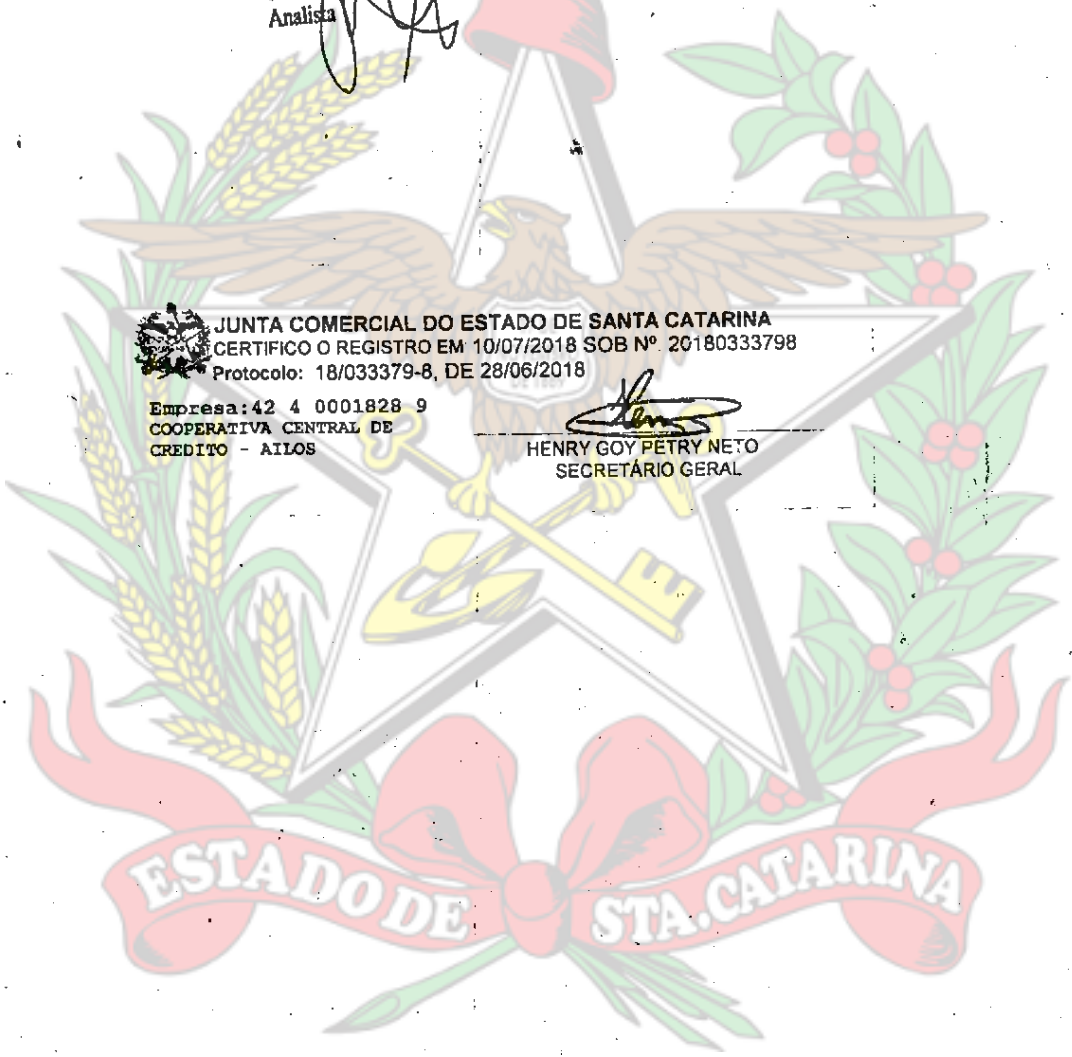 Analista
JUNTA COMERCIAL DO ESTADO DE SANTA CATARINA
CERTIFICO O REGISTRO EM 10/07/2018 SOB Nº 20180333798
Protocolo: 18/033379-8, DE 28/06/2018
Empresa:42 4 0001828 9
COOPERATIVA CENTRAL DE
CREDITO - AILOS
HENRY GOY PETRY NETO
SECRETÁRIO GERAL
ESTADO DE STA.CATARINA